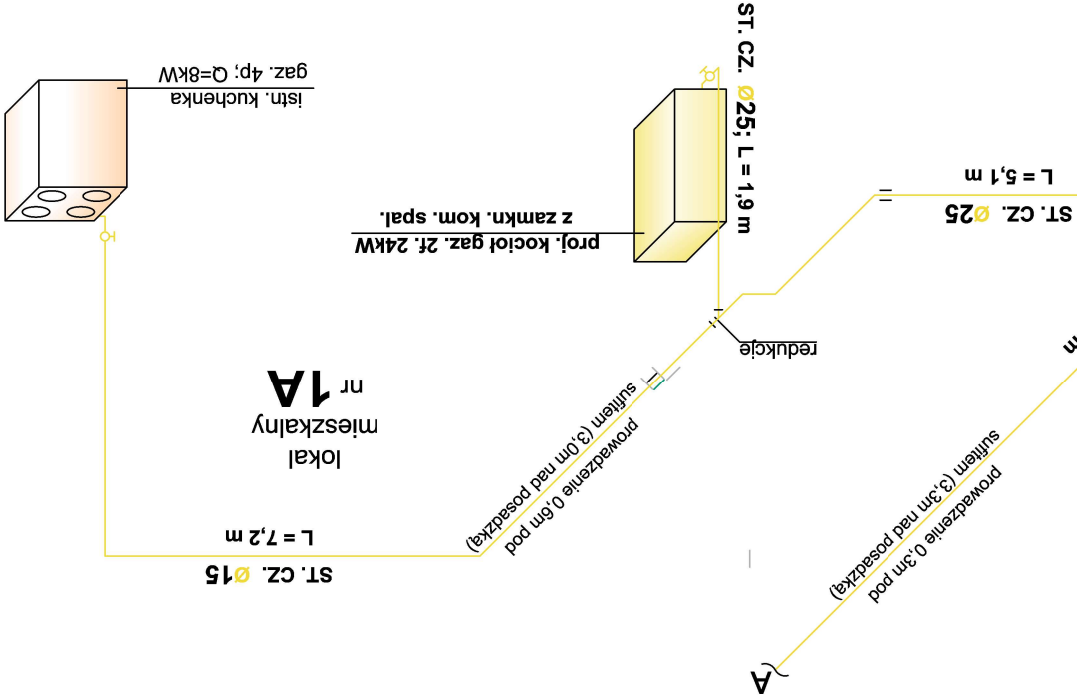 A
prowadzenie 0,3m pod
sufitem (3,3m nad posadzką)
ST. CZ. Ø15
L = 7,2 m
prowadzenie 0,6m pod
sufitem (3,0m nad posadzką)
lokal
mieszkalny
nr 1A
m
redukcje
proj. kocioł gaz. 2f. 24kW
z zamkn. kom. spal.
ST. CZ. Ø25
L = 5,1 m
ST. CZ. Ø25; L = 1,9 m
istn. kuchenka
gaz. 4p; Q=8kW